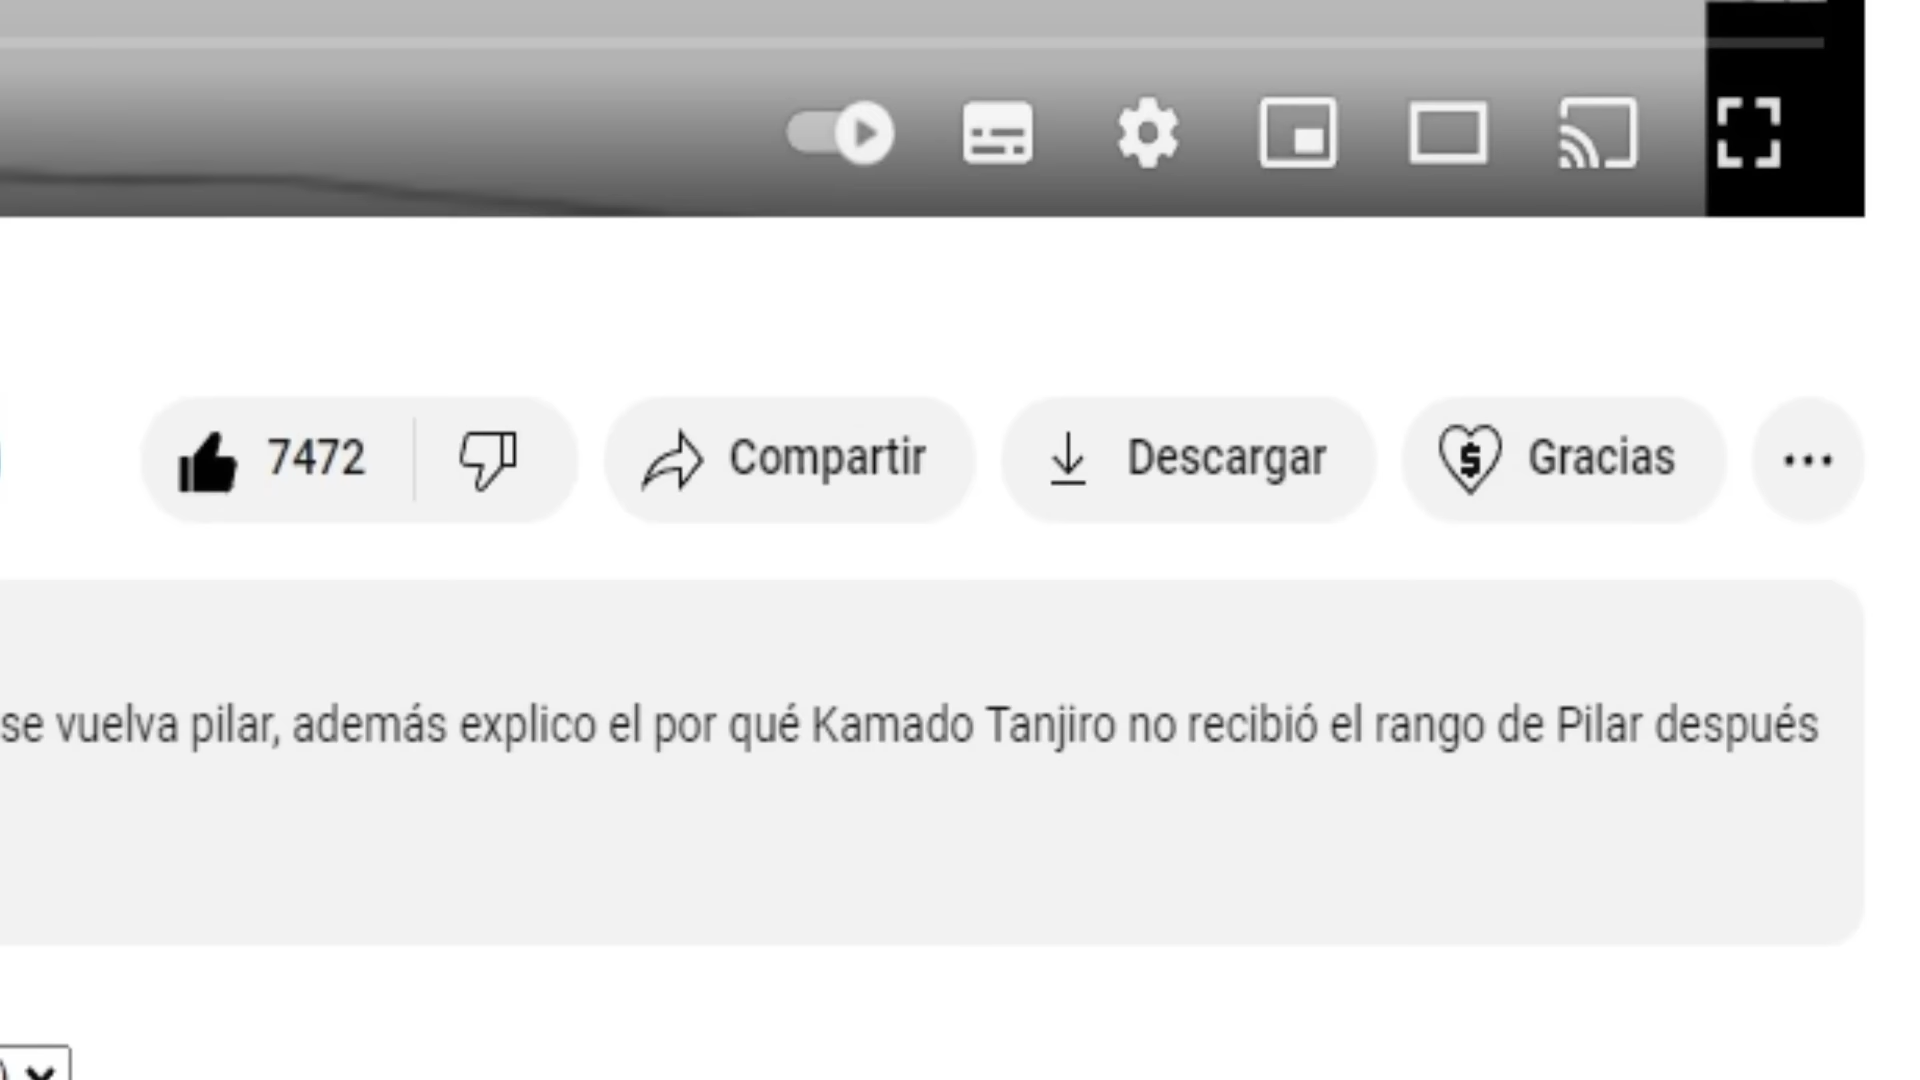 7472 Compartir Descargar Gracias
se vuelva pilar, además explico el por qué Kamado Tanjiro no recibió el rango de Pilar después